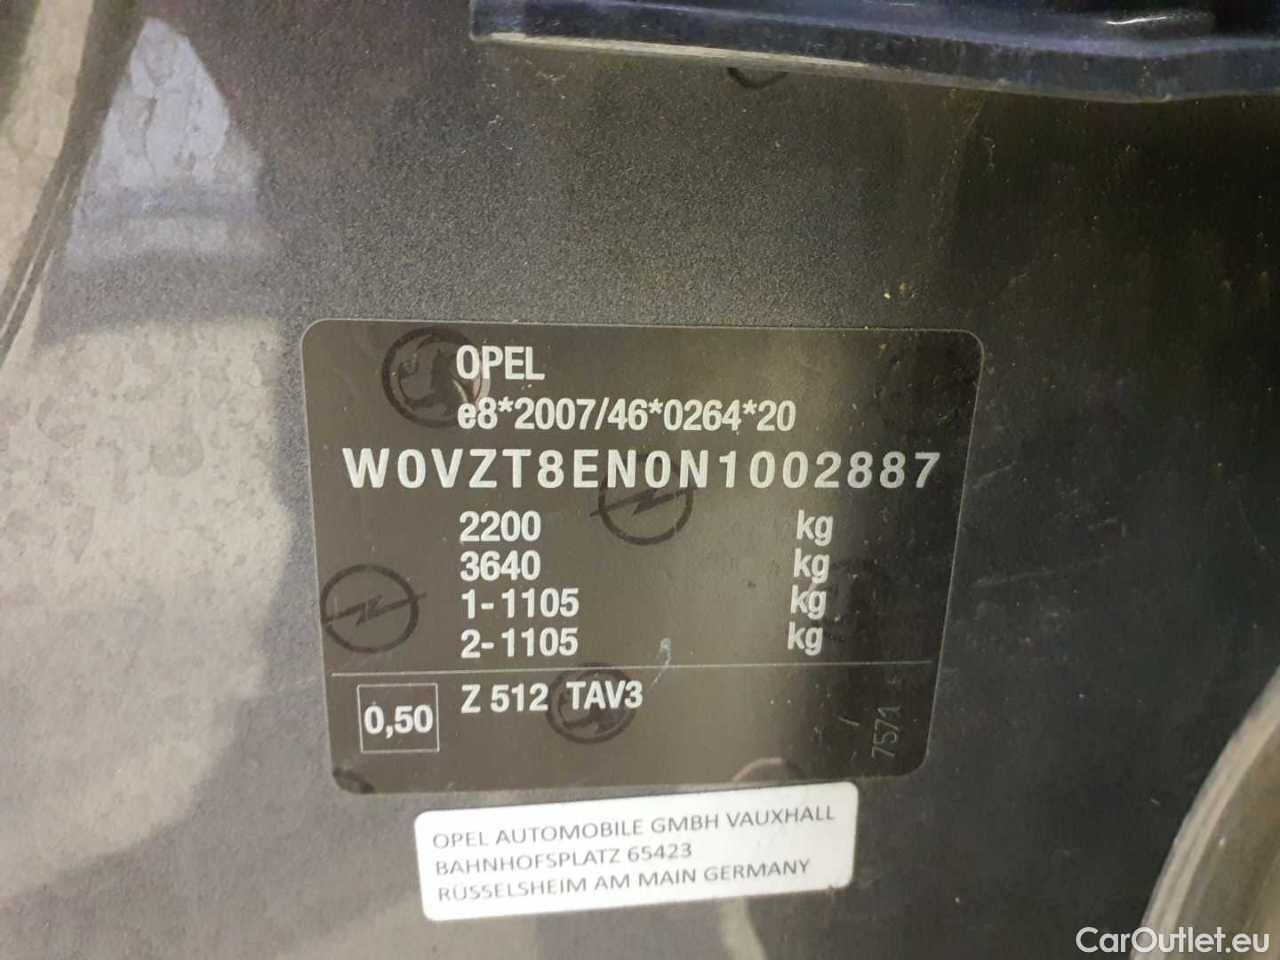 OPEL
e8*2007/46*0264*20
W0VZT8EN0N1002887
2200 kg
3640 kg
1-1105 kg
2-1105 kg
0,50 Z 512 TAV3
7571
OPEL AUTOMOBILE GMBH VAUXHALL
BAHNHOFSPLATZ 65423
RÜSSELSHEIM AM MAIN GERMANY
CarOutlet.eu